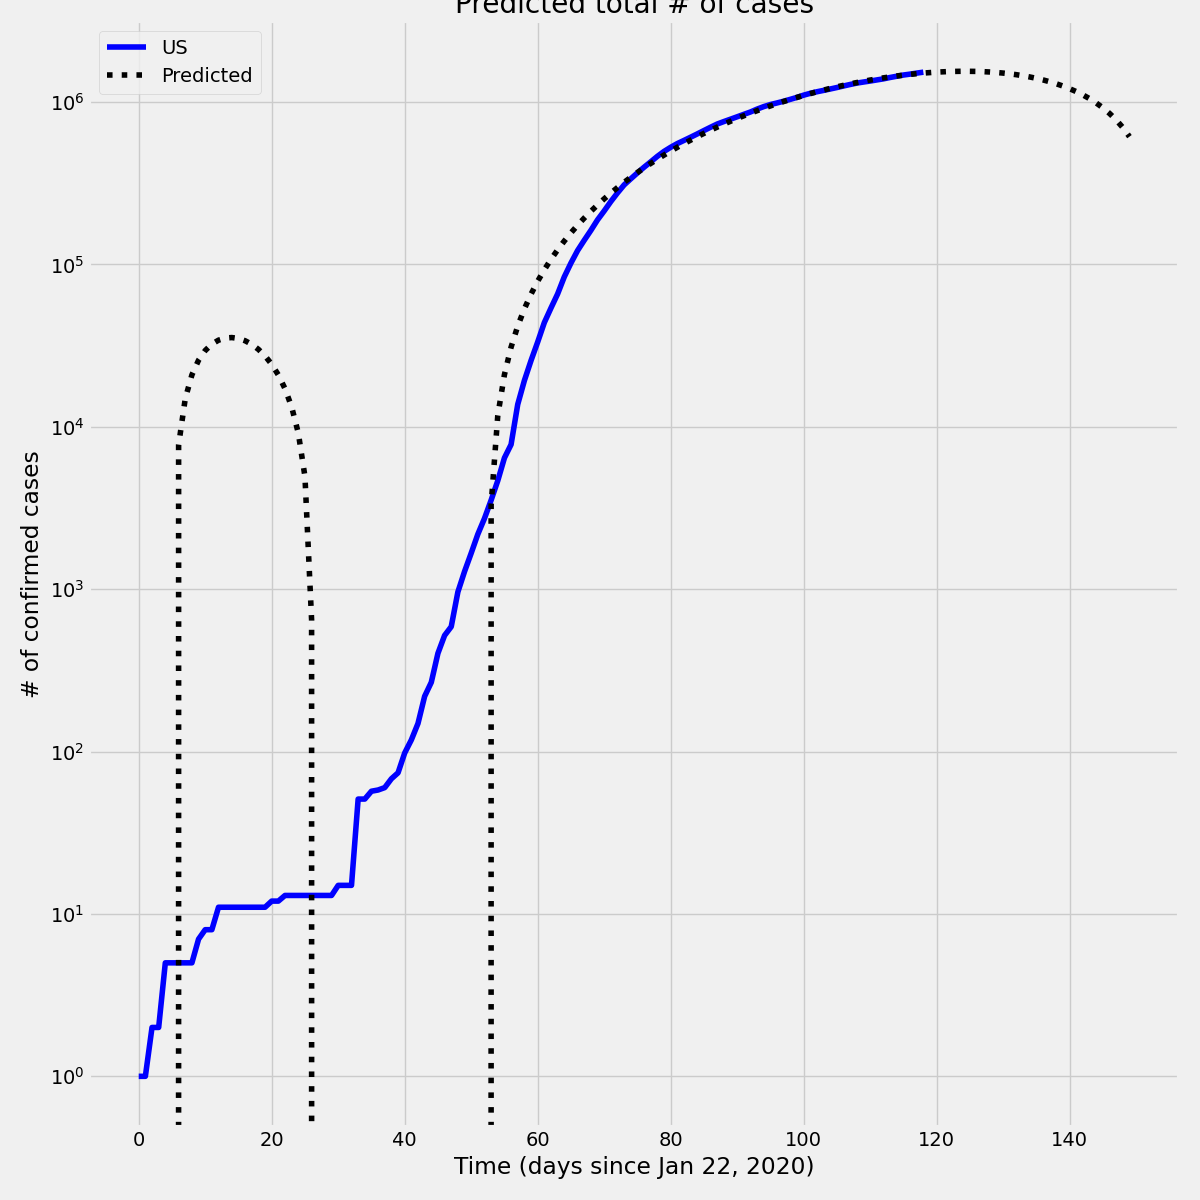 Predicted total # of cases
US
Predicted
10⁶
10⁵
10⁴
10³
10²
10¹
10⁰
# of confirmed cases
0 20 40 60 80 100 120 140
Time (days since Jan 22, 2020)